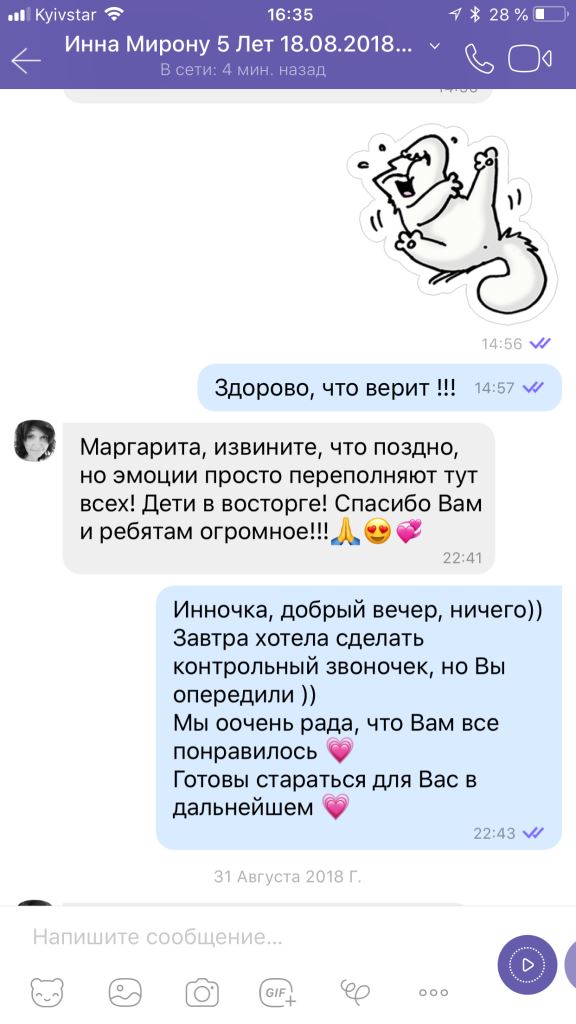 Kyivstar 16:35 28 %
Инна Мирону 5 Лет 18.08.2018...
В сети: 4 мин. назад
14:56
Здорово, что верит !!! 14:57
Маргарита, извините, что поздно,
но эмоции просто переполняют тут
всех! Дети в восторге! Спасибо Вам
и ребятам огромное!!!🙏😍💞
22:41
Инночка, добрый вечер, ничего))
Завтра хотела сделать
контрольный звоночек, но Вы
опередили ))
Мы оочень рада, что Вам все
понравилось 💗
Готовы стараться для Вас в
дальнейшем 💗
22:43
31 Августа 2018 Г.
Напишите сообщение...
GIF